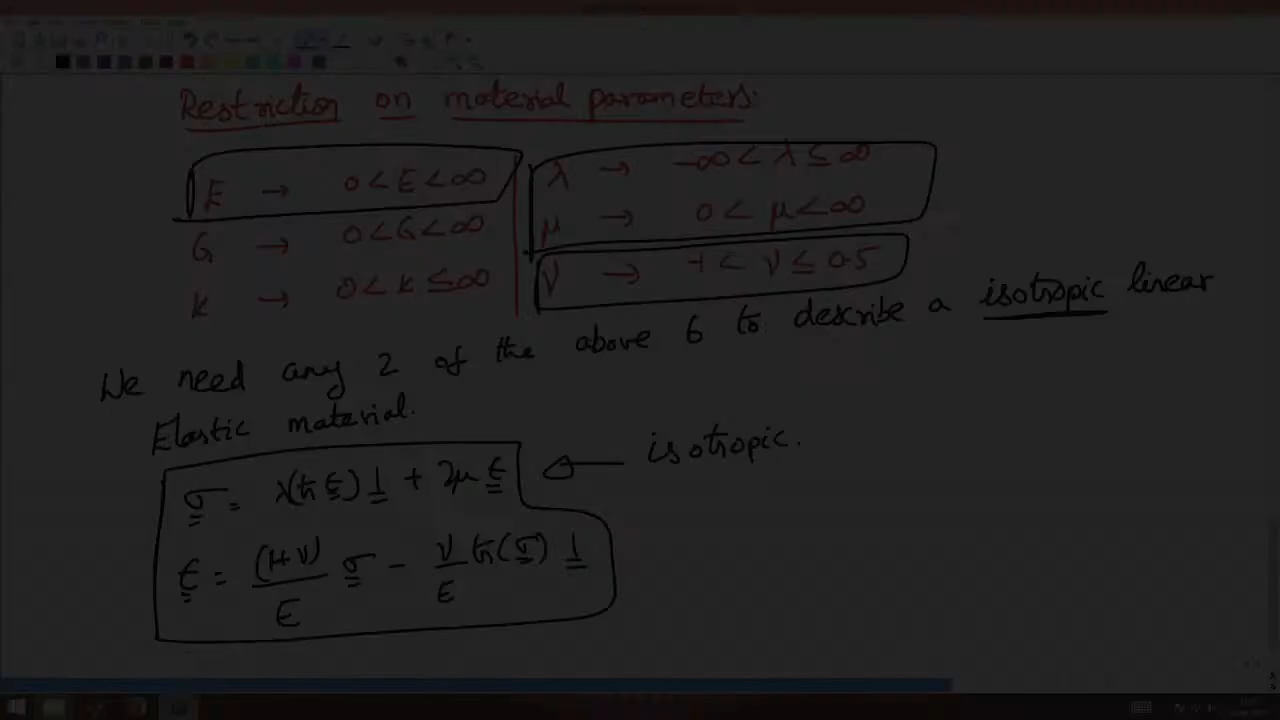 Restriction on material parameters:
E → 0 < E < ∞
G → 0 < G < ∞
K → 0 < K ≤ ∞
λ → -∞ < λ ≤ ∞
μ → 0 < μ < ∞
ν → -1 < ν ≤ 0.5
We need any 2 of the above 6 to describe a isotropic linear
Elastic material.
σ = λ(tr ε) 1 + 2μ ε ← isotropic.
ε = (1+ν)/E σ - ν/E tr(σ) 1